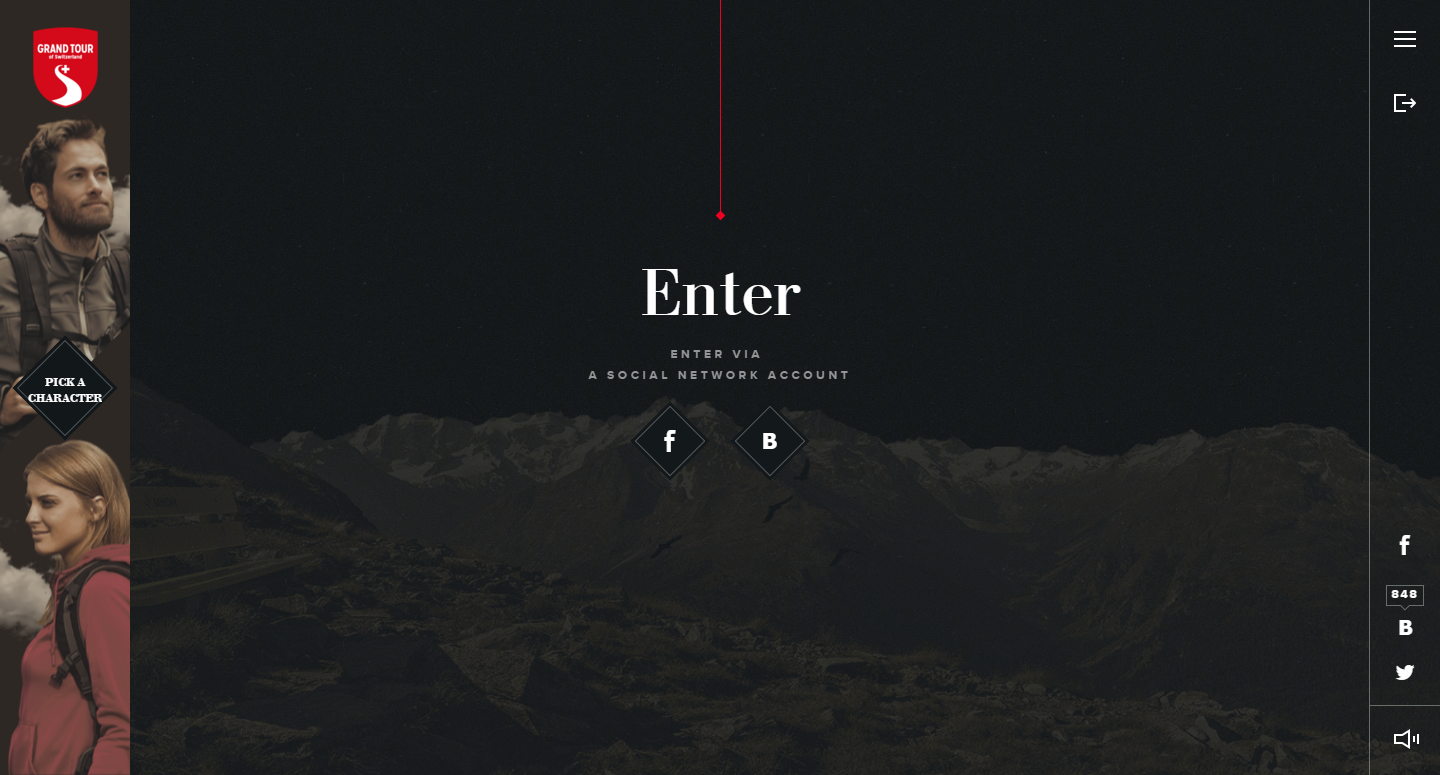 GRAND TOUR
of Switzerland
PICK A
CHARACTER
Enter
ENTER VIA
A SOCIAL NETWORK ACCOUNT
f
B
f
848
B